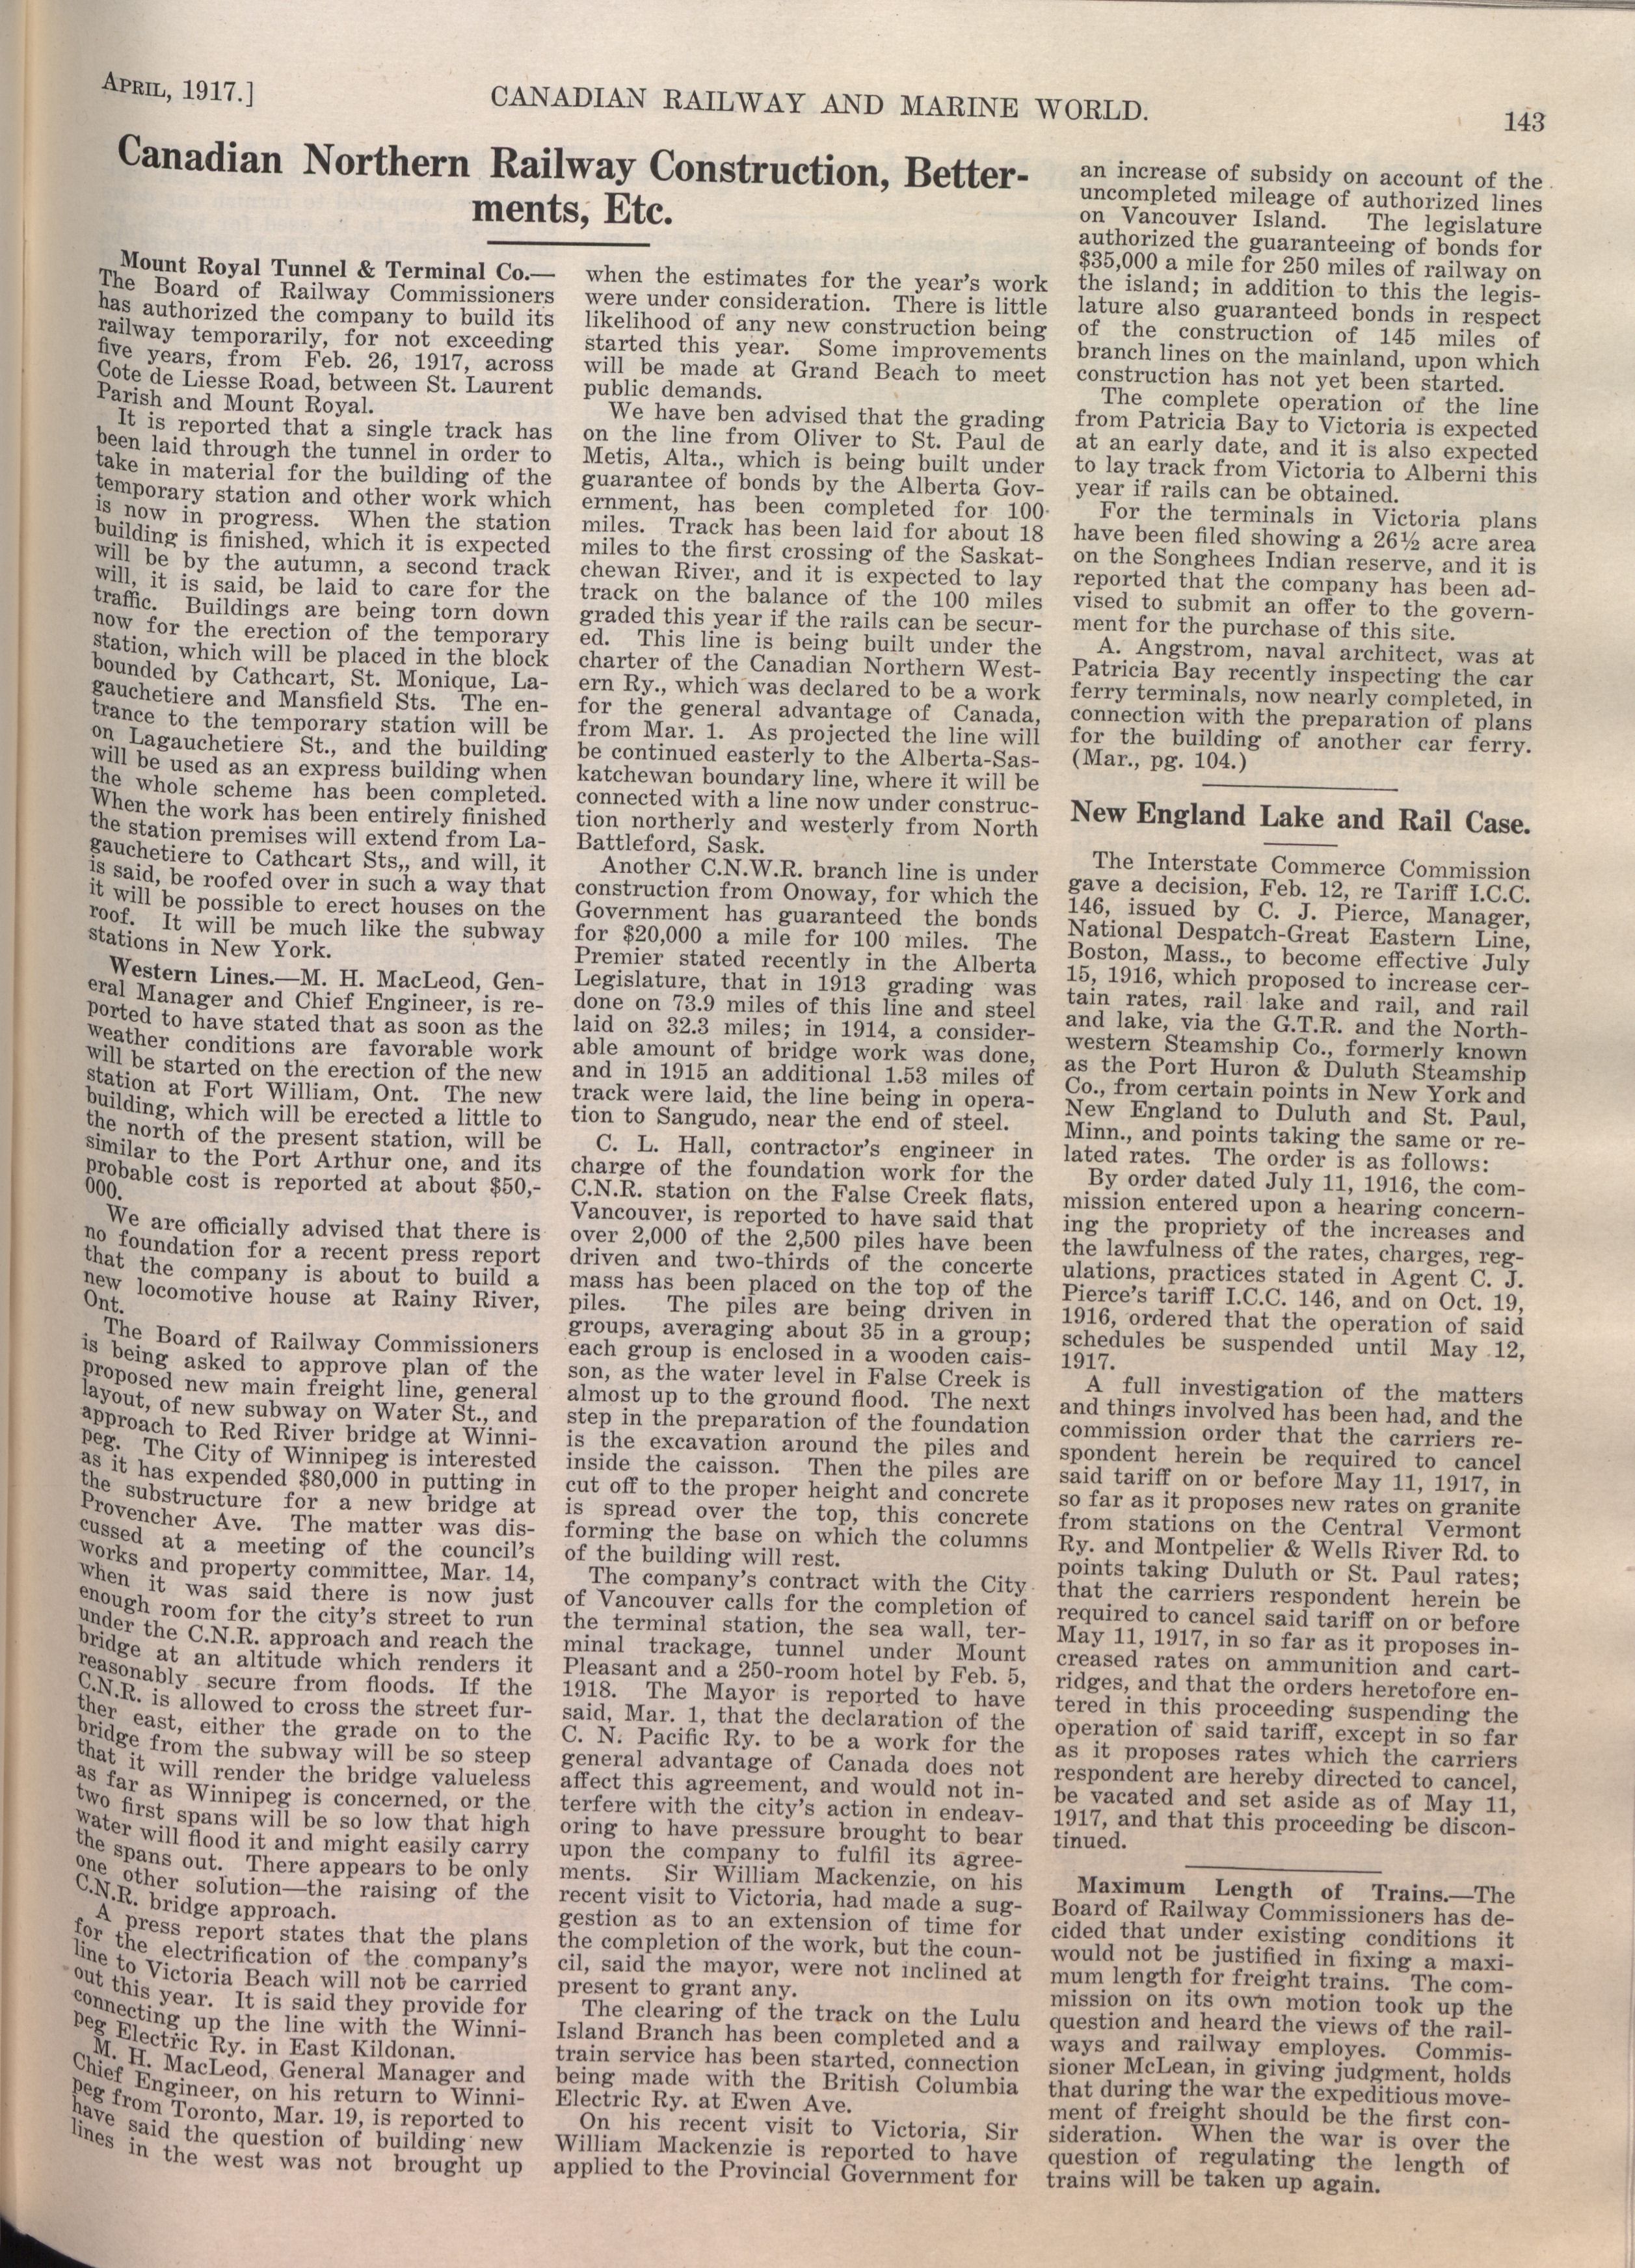 APRIL, 1917.]
CANADIAN RAILWAY AND MARINE WORLD.
143
Canadian Northern Railway Construction, Better-
ments, Etc.
Mount Royal Tunnel & Terminal Co.—
The Board of Railway Commissioners
has authorized the company to build its
railway temporarily, for not exceeding
five years, from Feb. 26, 1917, across
Cote de Liesse Road, between St. Laurent
Parish and Mount Royal.
It is reported that a single track has
been laid through the tunnel in order to
take in material for the building of the
temporary station and other work which
is now in progress. When the station
building is finished, which it is expected
will be by the autumn, a second track
will, it is said, be laid to care for the
traffic. Buildings are being torn down
now for the erection of the temporary
station, which will be placed in the block
bounded by Cathcart, St. Monique, La-
gauchetiere and Mansfield Sts. The en-
trance to the temporary station will be
on Lagauchetiere St., and the building
will be used as an express building when
the whole scheme has been completed.
When the work has been entirely finished
the station premises will extend from La-
gauchetiere to Cathcart Sts,, and will, it
is said, be roofed over in such a way that
it will be possible to erect houses on the
roof. It will be much like the subway
stations in New York.
Western Lines.—M. H. MacLeod, Gen-
eral Manager and Chief Engineer, is re-
ported to have stated that as soon as the
weather conditions are favorable work
will be started on the erection of the new
station at Fort William, Ont. The new
building, which will be erected a little to
the north of the present station, will be
similar to the Port Arthur one, and its
probable cost is reported at about $50,-
000.
We are officially advised that there is
no foundation for a recent press report
that the company is about to build a
new locomotive house at Rainy River,
Ont.
The Board of Railway Commissioners
is being asked to approve plan of the
proposed new main freight line, general
layout, of new subway on Water St., and
approach to Red River bridge at Winni-
peg. The City of Winnipeg is interested
as it has expended $80,000 in putting in
the substructure for a new bridge at
Provencher Ave. The matter was dis-
cussed at a meeting of the council's
works and property committee, Mar. 14,
when it was said there is now just
enough room for the city's street to run
under the C.N.R. approach and reach the
bridge at an altitude which renders it
reasonably secure from floods. If the
C.N.R. is allowed to cross the street fur-
ther east, either the grade on to the
bridge from the subway will be so steep
that it will render the bridge valueless
as far as Winnipeg is concerned, or the
two first spans will be so low that high
water will flood it and might easily carry
the spans out. There appears to be only
one other solution—the raising of the
C.N.R. bridge approach.
A press report states that the plans
for the electrification of the company's
line to Victoria Beach will not be carried
out this year. It is said they provide for
connecting up the line with the Winni-
peg Electric Ry. in East Kildonan.
M. H. MacLeod, General Manager and
Chief Engineer, on his return to Winni-
peg from Toronto, Mar. 19, is reported to
have said the question of building new
lines in the west was not brought up
when the estimates for the year's work
were under consideration. There is little
likelihood of any new construction being
started this year. Some improvements
will be made at Grand Beach to meet
public demands.
We have ben advised that the grading
on the line from Oliver to St. Paul de
Metis, Alta., which is being built under
guarantee of bonds by the Alberta Gov-
ernment, has been completed for 100
miles. Track has been laid for about 18
miles to the first crossing of the Saskat-
chewan River, and it is expected to lay
track on the balance of the 100 miles
graded this year if the rails can be secur-
ed. This line is being built under the
charter of the Canadian Northern West-
ern Ry., which was declared to be a work
for the general advantage of Canada,
from Mar. 1. As projected the line will
be continued easterly to the Alberta-Sas-
katchewan boundary line, where it will be
connected with a line now under construc-
tion northerly and westerly from North
Battleford, Sask.
Another C.N.W.R. branch line is under
construction from Onoway, for which the
Government has guaranteed the bonds
for $20,000 a mile for 100 miles. The
Premier stated recently in the Alberta
Legislature, that in 1913 grading was
done on 73.9 miles of this line and steel
laid on 32.3 miles; in 1914, a consider-
able amount of bridge work was done,
and in 1915 an additional 1.53 miles of
track were laid, the line being in opera-
tion to Sangudo, near the end of steel.
C. L. Hall, contractor's engineer in
charge of the foundation work for the
C.N.R. station on the False Creek flats,
Vancouver, is reported to have said that
over 2,000 of the 2,500 piles have been
driven and two-thirds of the concerte
mass has been placed on the top of the
piles. The piles are being driven in
groups, averaging about 35 in a group;
each group is enclosed in a wooden cais-
son, as the water level in False Creek is
almost up to the ground flood. The next
step in the preparation of the foundation
is the excavation around the piles and
inside the caisson. Then the piles are
cut off to the proper height and concrete
is spread over the top, this concrete
forming the base on which the columns
of the building will rest.
The company's contract with the City
of Vancouver calls for the completion of
the terminal station, the sea wall, ter-
minal trackage, tunnel under Mount
Pleasant and a 250-room hotel by Feb. 5,
1918. The Mayor is reported to have
said, Mar. 1, that the declaration of the
C. N. Pacific Ry. to be a work for the
general advantage of Canada does not
affect this agreement, and would not in-
terfere with the city's action in endeav-
oring to have pressure brought to bear
upon the company to fulfil its agree-
ments. Sir William Mackenzie, on his
recent visit to Victoria, had made a sug-
gestion as to an extension of time for
the completion of the work, but the coun-
cil, said the mayor, were not inclined at
present to grant any.
The clearing of the track on the Lulu
Island Branch has been completed and a
train service has been started, connection
being made with the British Columbia
Electric Ry. at Ewen Ave.
On his recent visit to Victoria, Sir
William Mackenzie is reported to have
applied to the Provincial Government for
an increase of subsidy on account of the
uncompleted mileage of authorized lines
on Vancouver Island. The legislature
authorized the guaranteeing of bonds for
$35,000 a mile for 250 miles of railway on
the island; in addition to this the legis-
lature also guaranteed bonds in respect
of the construction of 145 miles of
branch lines on the mainland, upon which
construction has not yet been started.
The complete operation of the line
from Patricia Bay to Victoria is expected
at an early date, and it is also expected
to lay track from Victoria to Alberni this
year if rails can be obtained.
For the terminals in Victoria plans
have been filed showing a 26½ acre area
on the Songhees Indian reserve, and it is
reported that the company has been ad-
vised to submit an offer to the govern-
ment for the purchase of this site.
A. Angstrom, naval architect, was at
Patricia Bay recently inspecting the car
ferry terminals, now nearly completed, in
connection with the preparation of plans
for the building of another car ferry.
(Mar., pg. 104.)
New England Lake and Rail Case.
The Interstate Commerce Commission
gave a decision, Feb. 12, re Tariff I.C.C.
146, issued by C. J. Pierce, Manager,
National Despatch-Great Eastern Line,
Boston, Mass., to become effective July
15, 1916, which proposed to increase cer-
tain rates, rail lake and rail, and rail
and lake, via the G.T.R. and the North-
western Steamship Co., formerly known
as the Port Huron & Duluth Steamship
Co., from certain points in New York and
New England to Duluth and St. Paul,
Minn., and points taking the same or re-
lated rates. The order is as follows:
By order dated July 11, 1916, the com-
mission entered upon a hearing concern-
ing the propriety of the increases and
the lawfulness of the rates, charges, reg-
ulations, practices stated in Agent C. J.
Pierce's tariff I.C.C. 146, and on Oct. 19,
1916, ordered that the operation of said
schedules be suspended until May 12,
1917.
A full investigation of the matters
and things involved has been had, and the
commission order that the carriers re-
spondent herein be required to cancel
said tariff on or before May 11, 1917, in
so far as it proposes new rates on granite
from stations on the Central Vermont
Ry. and Montpelier & Wells River Rd. to
points taking Duluth or St. Paul rates;
that the carriers respondent herein be
required to cancel said tariff on or before
May 11, 1917, in so far as it proposes in-
creased rates on ammunition and cart-
ridges, and that the orders heretofore en-
tered in this proceeding suspending the
operation of said tariff, except in so far
as it proposes rates which the carriers
respondent are hereby directed to cancel,
be vacated and set aside as of May 11,
1917, and that this proceeding be discon-
tinued.
Maximum Length of Trains.—The
Board of Railway Commissioners has de-
cided that under existing conditions it
would not be justified in fixing a maxi-
mum length for freight trains. The com-
mission on its own motion took up the
question and heard the views of the rail-
ways and railway employes. Commis-
sioner McLean, in giving judgment, holds
that during the war the expeditious move-
ment of freight should be the first con-
sideration. When the war is over the
question of regulating the length of
trains will be taken up again.